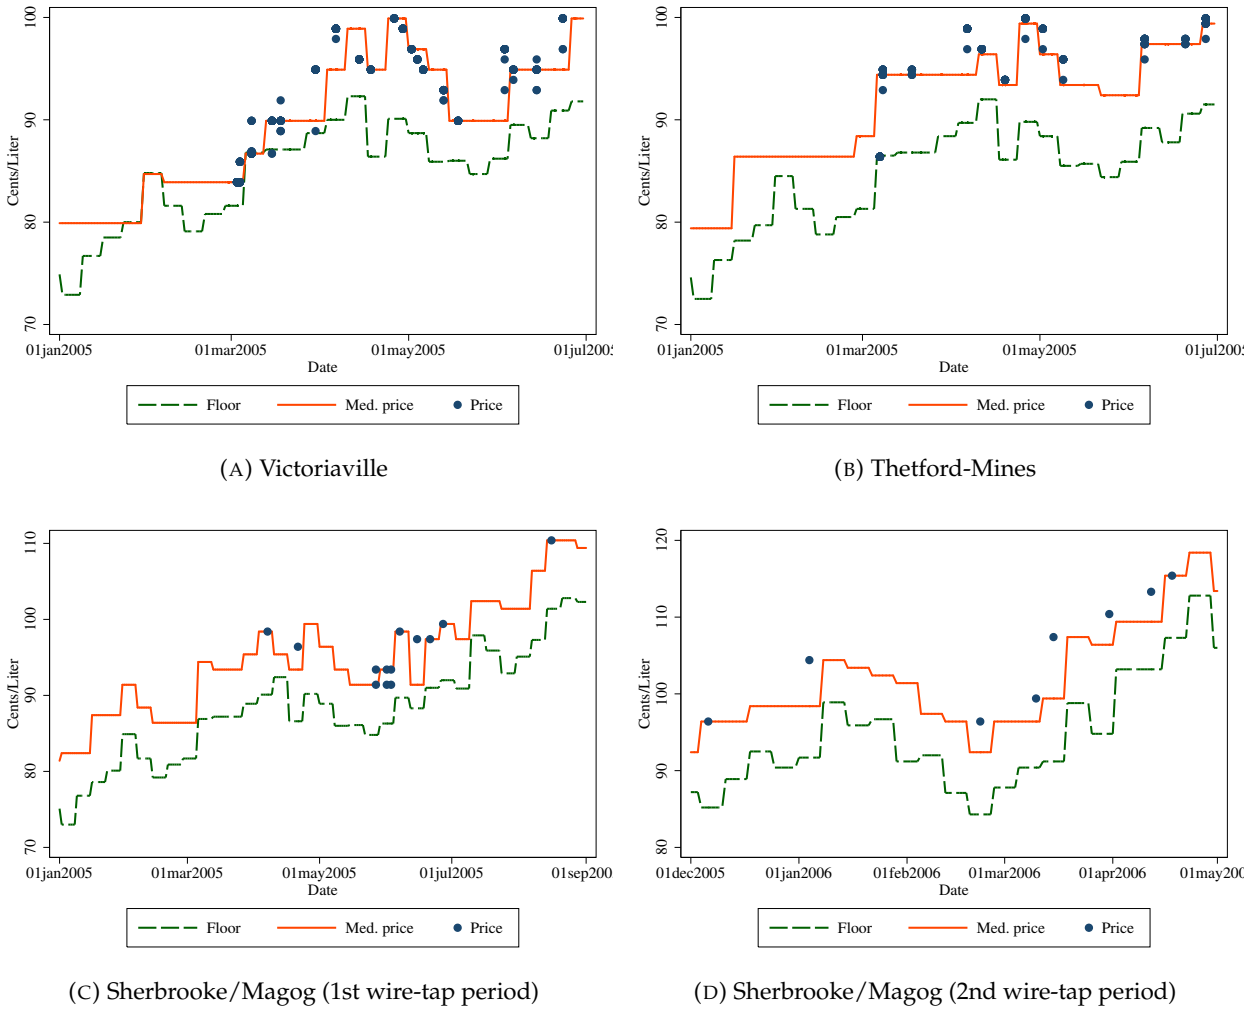 100
90
80
70
Cents/Liter
01jan2005 01mar2005 01may2005 01jul2005
Date
Floor Med. price Price
(A) Victoriaville
100
90
80
70
Cents/Liter
01jan2005 01mar2005 01may2005 01jul2005
Date
Floor Med. price Price
(B) Thetford-Mines
110
100
90
80
70
Cents/Liter
01jan2005 01mar2005 01may2005 01jul2005 01sep200
Date
Floor Med. price Price
(C) Sherbrooke/Magog (1st wire-tap period)
120
110
100
90
80
Cents/Liter
01dec2005 01jan2006 01feb2006 01mar2006 01apr2006 01may200
Date
Floor Med. price Price
(D) Sherbrooke/Magog (2nd wire-tap period)